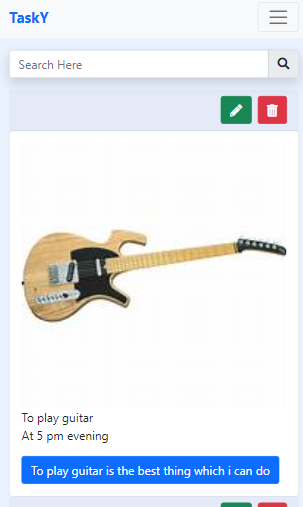 TaskY
Search Here
To play guitar
At 5 pm evening
To play guitar is the best thing which i can do